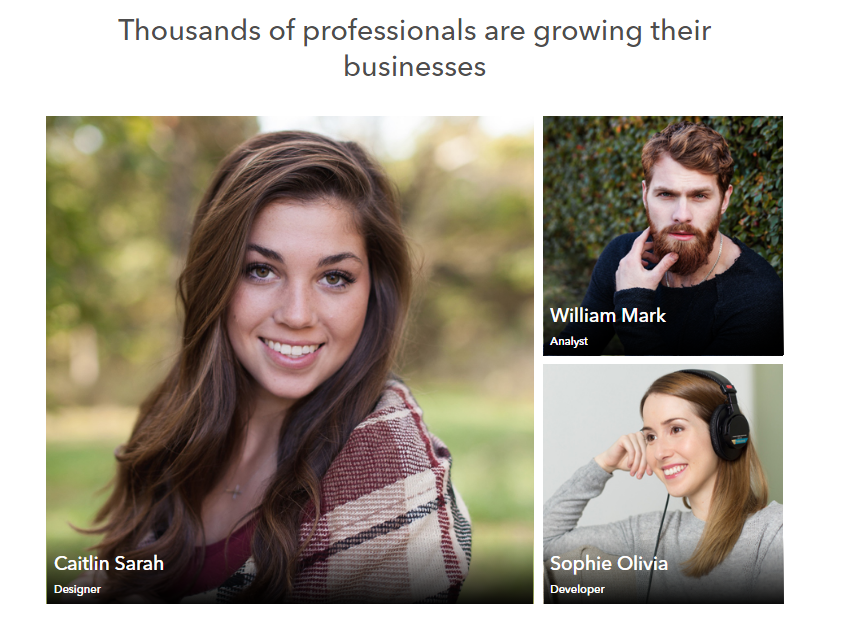 Thousands of professionals are growing their
businesses
William Mark
Analyst
Caitlin Sarah
Designer
Sophie Olivia
Developer